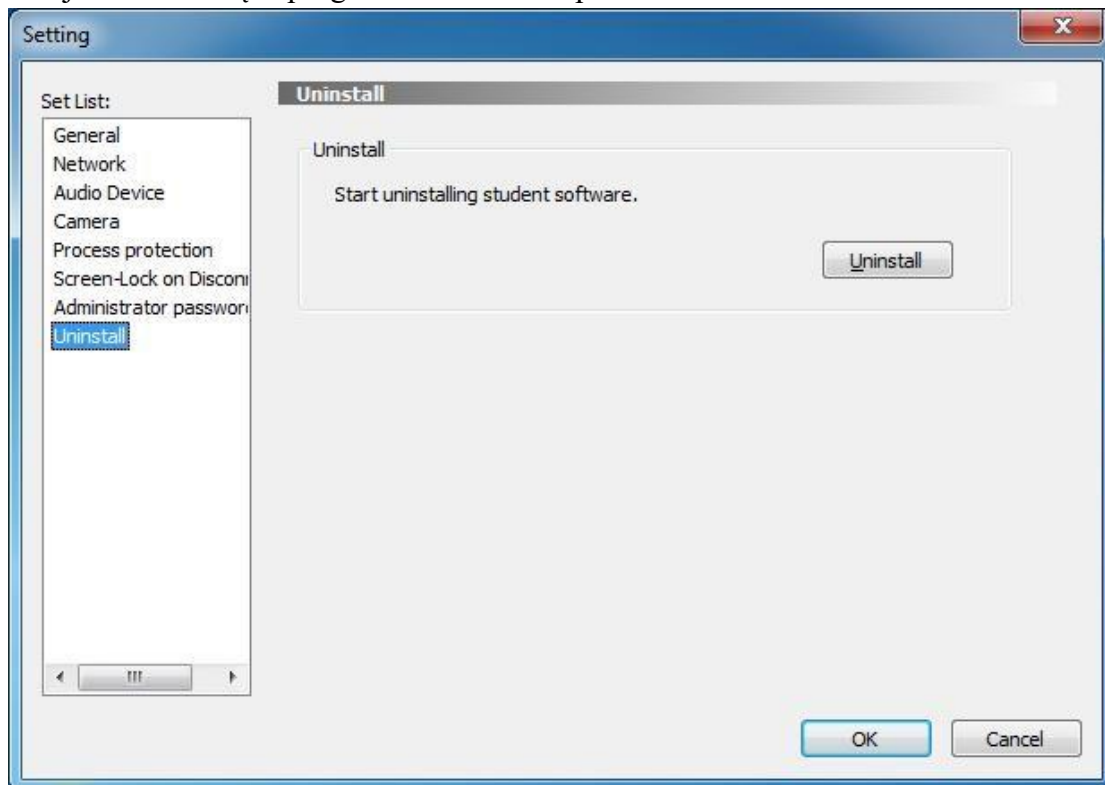 Setting
Set List:
General
Network
Audio Device
Camera
Process protection
Screen-Lock on Disconn
Administrator passwor
Uninstall
Uninstall
Uninstall
Start uninstalling student software.
Uninstall
OK
Cancel